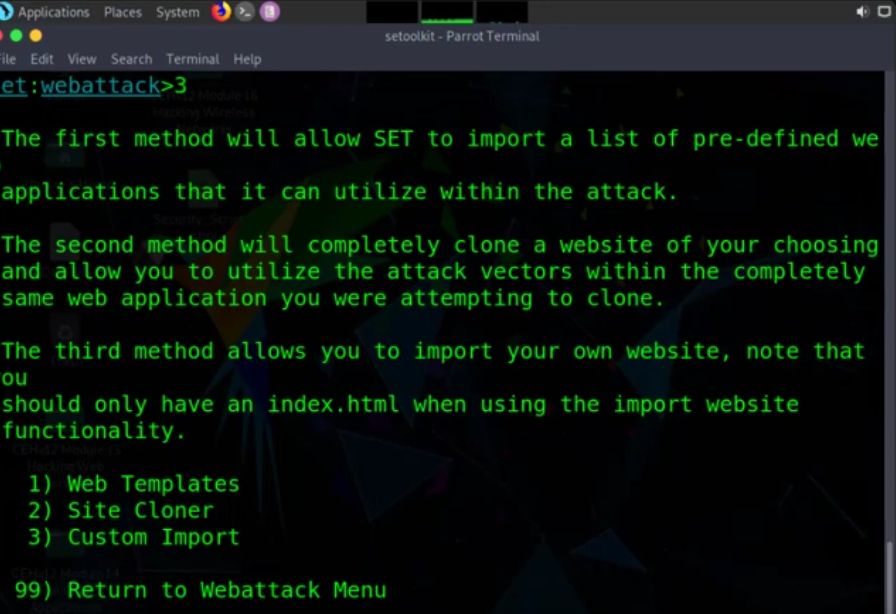 Applications Places System
setoolkit - Parrot Terminal
File Edit View Search Terminal Help
et:webattack>3
The first method will allow SET to import a list of pre-defined we
applications that it can utilize within the attack.
The second method will completely clone a website of your choosing
and allow you to utilize the attack vectors within the completely
same web application you were attempting to clone.
The third method allows you to import your own website, note that
ou
should only have an index.html when using the import website
functionality.
1) Web Templates
2) Site Cloner
3) Custom Import
99) Return to Webattack Menu